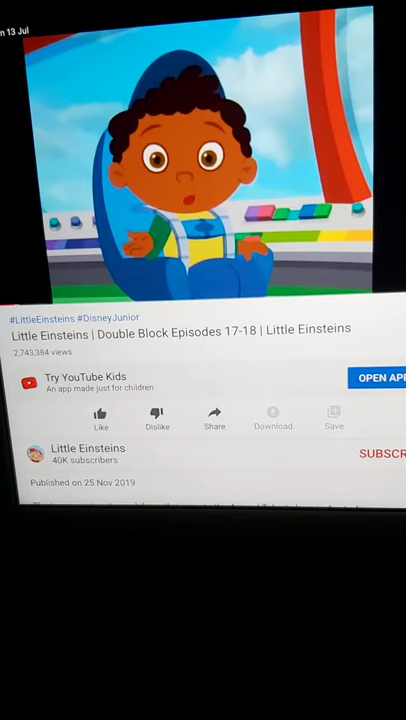 13 Jul
#LittleEinsteins #DisneyJunior
Little Einsteins | Double Block Episodes 17-18 | Little Einsteins
2,743,384 views
Try YouTube Kids
An app made just for children.
OPEN APP
Like Dislike Share Download Save
Little Einsteins
40K subscribers
SUBSCR
Published on 25 Nov 2019